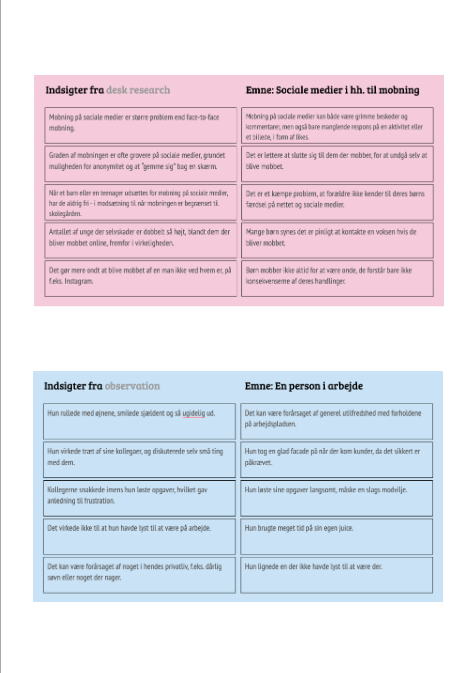 Indsigter fra desk research
Emne: Sociale medier i hh. til mobning
Mobning på sociale medier er større problem end face-to-face
mobning.
Mobning på sociale medier kan både være grimme beskeder og
kommentarer, men også bare manglende respons på en aktivitet eller
et billede, i form af likes.
Graden af mobningen er ofte grovere på sociale medier, grundet
muligheden for anonymitet og at "gemme sig" bag en skærm.
Det er lettere at slutte sig til dem der mobber, for at undgå selv at
blive mobbet.
Når et barn eller en teenager udsættes for mobning på sociale medier,
har de aldrig fri - i modsætning til når mobningen er begrænset til
skolegården.
Det er et kæmpe problem, at forældre ikke kender til deres børns
færdsel på nettet og sociale medier.
Antallet af unge der selvskader er dobbelt så højt, blandt dem der
bliver mobbet online, fremfor i virkeligheden.
Mange børn synes det er pinligt at kontakte en voksen hvis de
bliver mobbet.
Det gør mere ondt at blive mobbet af en man ikke ved hvem er, på
f.eks. Instagram.
Børn mobber ikke altid for at være onde, de forstår bare ikke
konsekvenserne af deres handlinger.
Indsigter fra observation
Emne: En person i arbejde
Hun rullede med øjnene, smilede sjældent og så ugidelig ud.
Det kan være forårsaget af generel utilfredshed med forholdene
på arbejdspladsen.
Hun virkede træt af sine kollegaer, og diskuterede selv små ting
med dem.
Hun tog en glad facade på når der kom kunder, da det sikkert er
påkrævet.
Kollegerne snakkede imens hun løste opgaver, hvilket gav
anledning til frustration.
Hun løste sine opgaver langsomt, måske en slags modvilje.
Det virkede ikke til at hun havde lyst til at være på arbejde.
Hun brugte meget tid på sin egen juice.
Det kan være forårsaget af noget i hendes privatliv, f.eks. dårlig
søvn eller noget der nager.
Hun lignede en der ikke havde lyst til at være der.